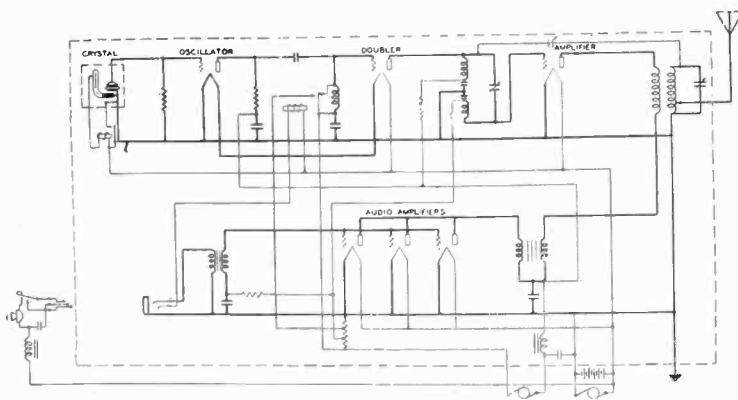 CRYSTAL
OSCILLATOR
DOUBLER
AMPLIFIER
AUDIO AMPLIFIERS